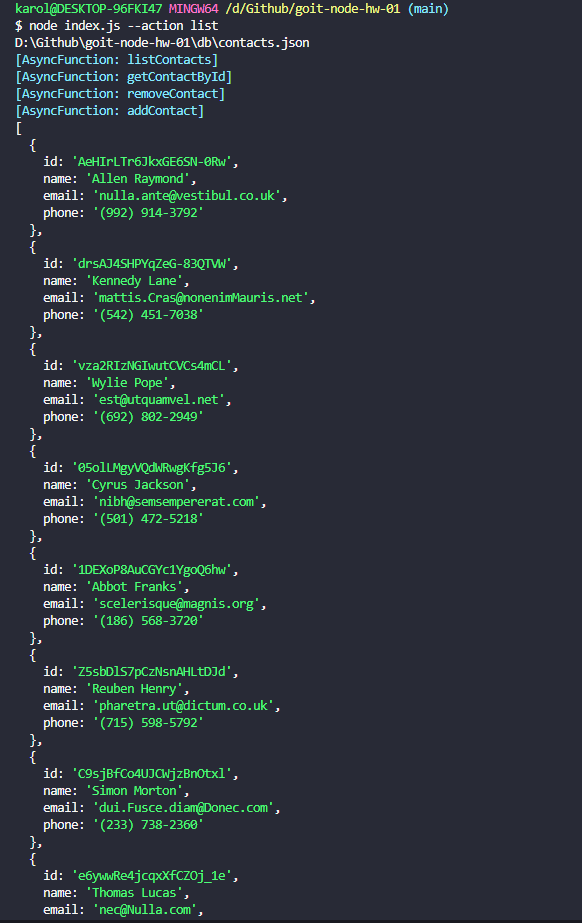 karol@DESKTOP-96FKI47 MINGW64 /d/Github/goit-node-hw-01 (main)
$ node index.js --action list
D:\Github\goit-node-hw-01\db\contacts.json
[AsyncFunction: listContacts]
[AsyncFunction: getContactById]
[AsyncFunction: removeContact]
[AsyncFunction: addContact]
[
  {
    id: 'AeHIrLTr6JkxGE6SN-0Rw',
    name: 'Allen Raymond',
    email: 'nulla.ante@vestibul.co.uk',
    phone: '(992) 914-3792'
  },
  {
    id: 'drsAJ4SHPYqZeG-83QTVW',
    name: 'Kennedy Lane',
    email: 'mattis.Cras@nonenimMauris.net',
    phone: '(542) 451-7038'
  },
  {
    id: 'vza2RIzNGIwutCVCs4mCL',
    name: 'Wylie Pope',
    email: 'est@utquamvel.net',
    phone: '(692) 802-2949'
  },
  {
    id: '05olLMgyVQdWRwgKfg5J6',
    name: 'Cyrus Jackson',
    email: 'nibh@semsempererat.com',
    phone: '(501) 472-5218'
  },
  {
    id: '1DEXoP8AuCGYc1YgoQ6hw',
    name: 'Abbot Franks',
    email: 'scelerisque@magnis.org',
    phone: '(186) 568-3720'
  },
  {
    id: 'Z5sbDlS7pCzNsnAHLtDJd',
    name: 'Reuben Henry',
    email: 'pharetra.ut@dictum.co.uk',
    phone: '(715) 598-5792'
  },
  {
    id: 'C9sjBfCo4UJCWjzBnOtxl',
    name: 'Simon Morton',
    email: 'dui.Fusce.diam@Donec.com',
    phone: '(233) 738-2360'
  },
  {
    id: 'e6ywwRe4jcqxXfCZOj_1e',
    name: 'Thomas Lucas',
    email: 'nec@Nulla.com',